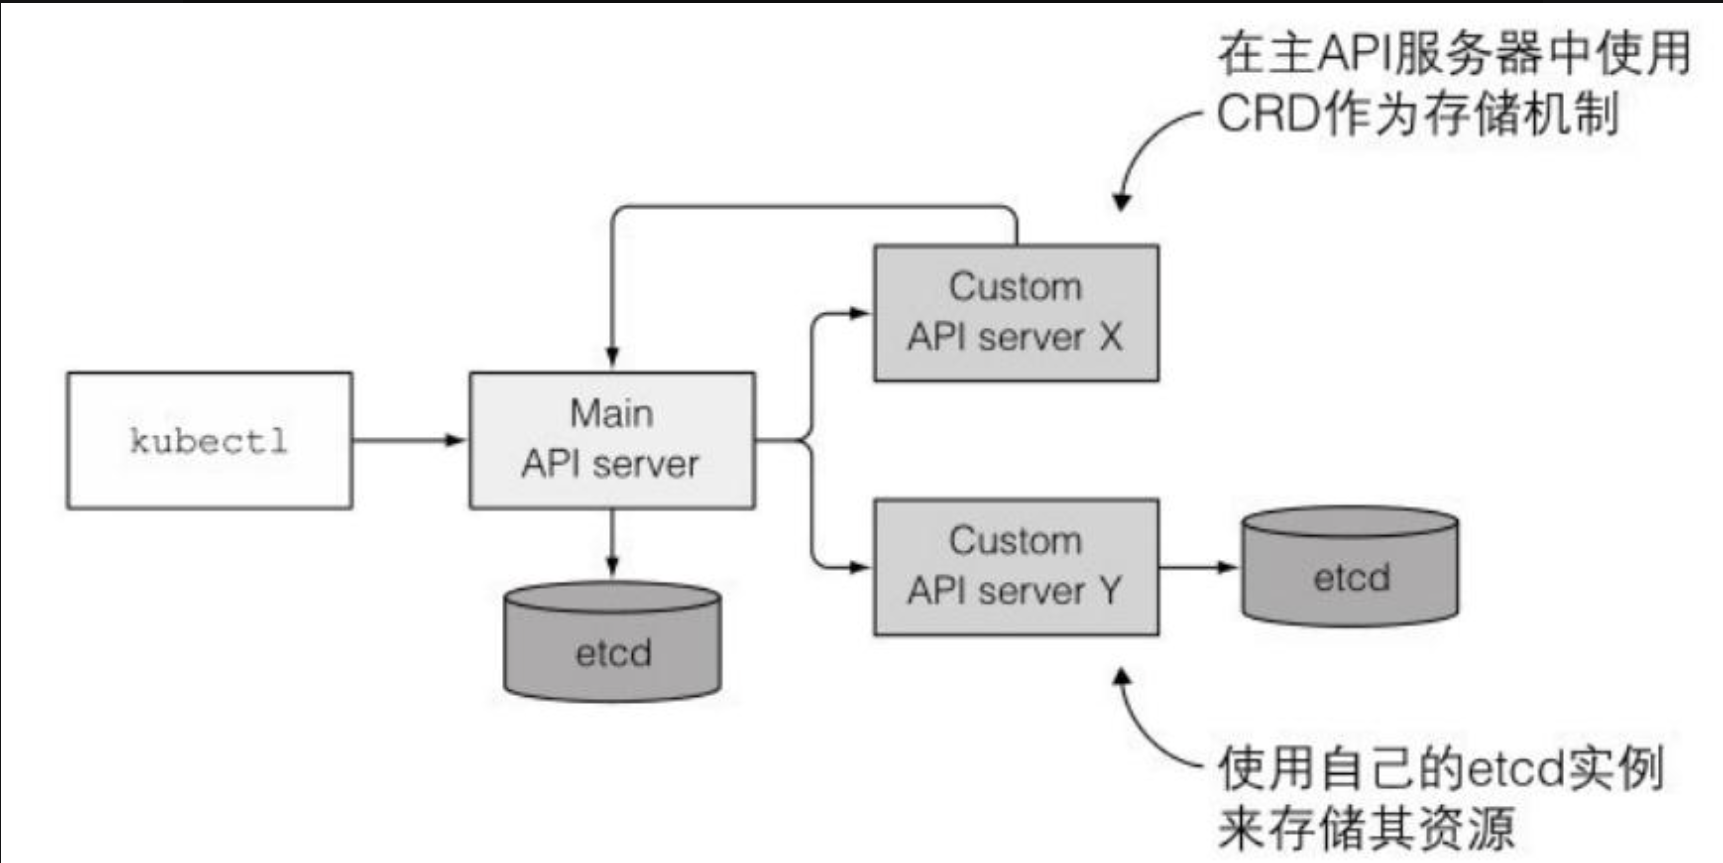 在主API服务器中使用
CRD作为存储机制
Custom
API server X
kubectl
Main
API server
Custom
API server Y
etcd
etcd
使用自己的etcd实例
来存储其资源